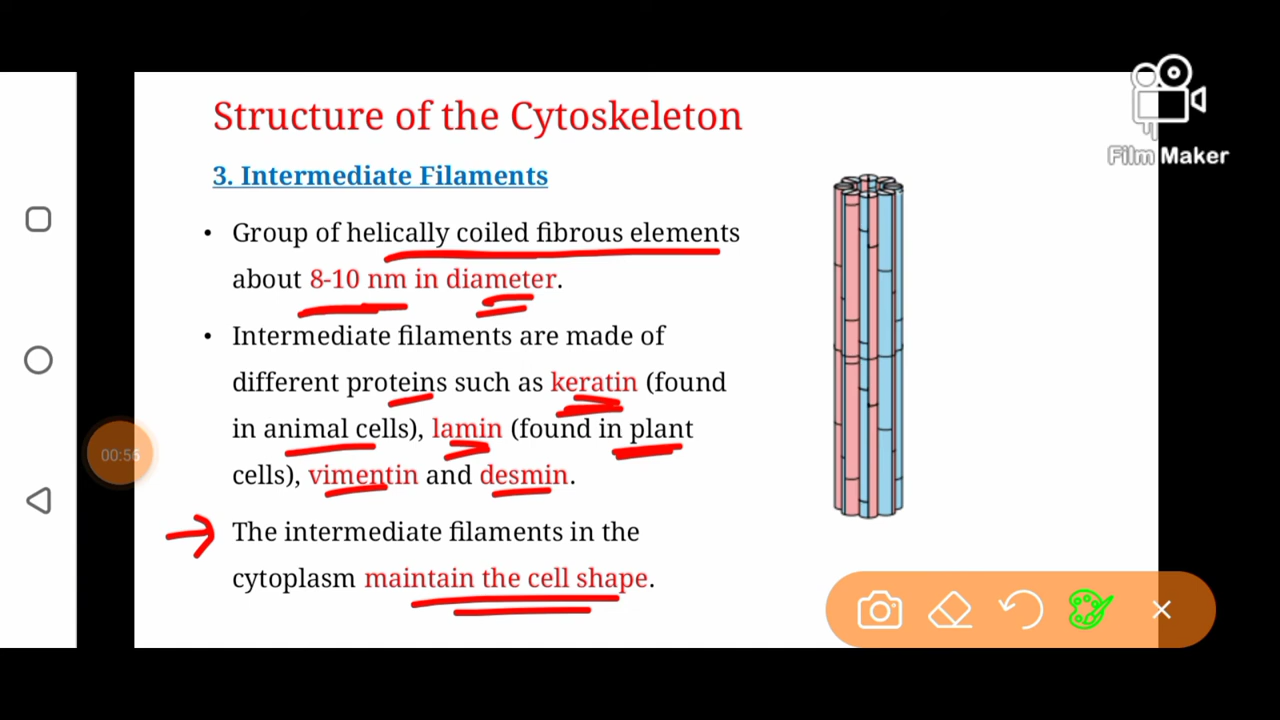 Structure of the Cytoskeleton
3. Intermediate Filaments
• Group of helically coiled fibrous elements
about 8-10 nm in diameter.
• Intermediate filaments are made of
different proteins such as keratin (found
in animal cells), lamin (found in plant
cells), vimentin and desmin.
The intermediate filaments in the
cytoplasm maintain the cell shape.
00:56
Film Maker